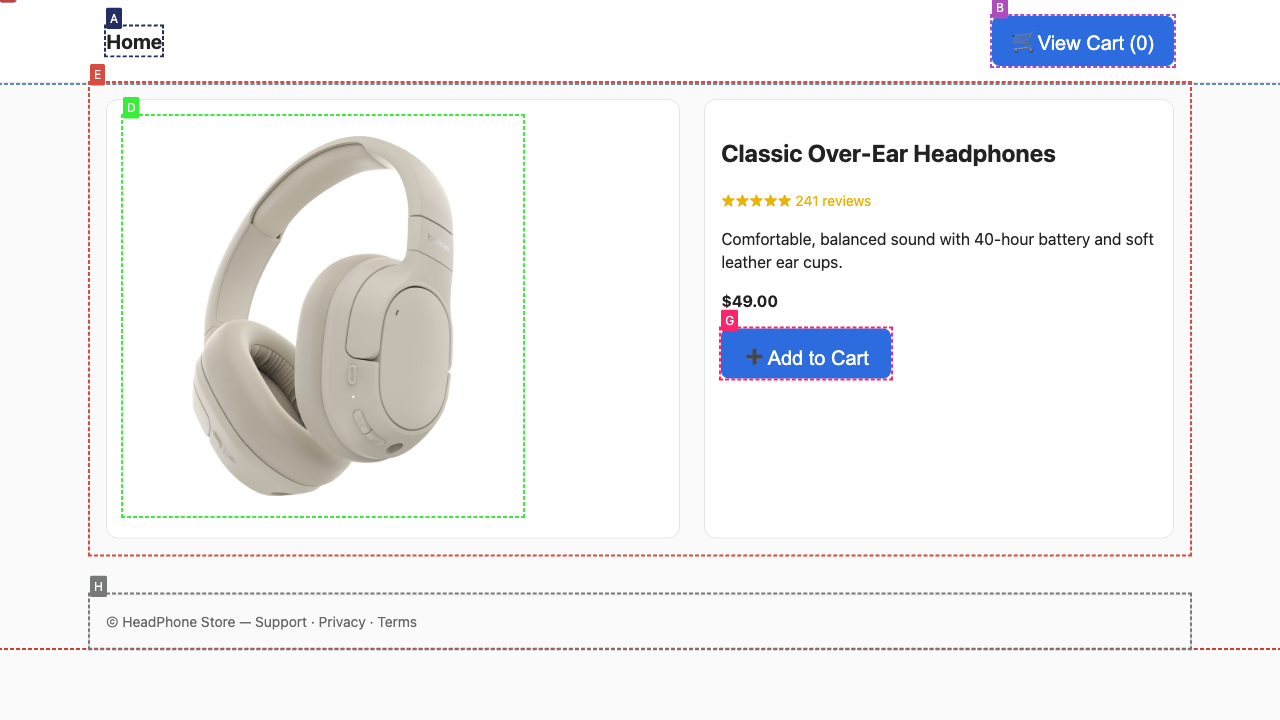 A
Home
B
🛒 View Cart (0)
E
D
Classic Over-Ear Headphones
★★★★★ 241 reviews
Comfortable, balanced sound with 40-hour battery and soft
leather ear cups.
$49.00
G
➕ Add to Cart
H
© HeadPhone Store — Support · Privacy · Terms